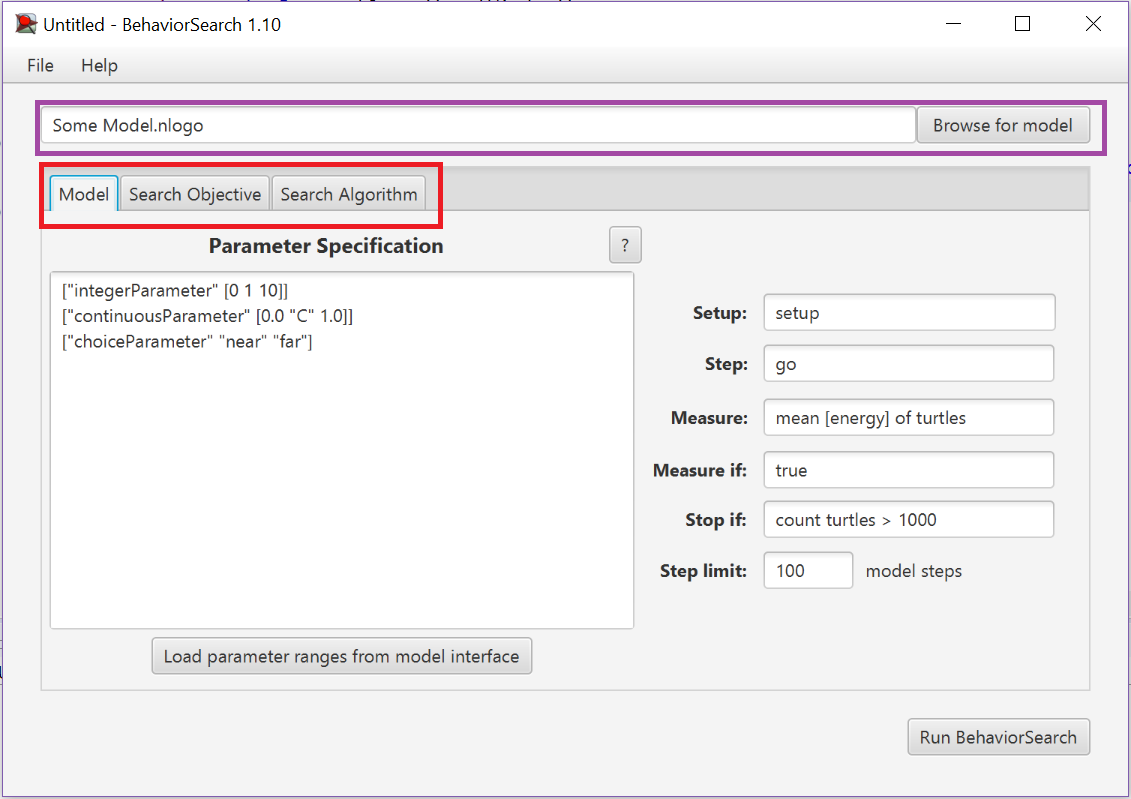 Untitled - BehaviorSearch 1.10
File Help
Some Model.nlogo Browse for model
Model Search Objective Search Algorithm
Parameter Specification ?
["integerParameter" [0 1 10]]
["continuousParameter" [0.0 "C" 1.0]]
["choiceParameter" "near" "far"]
Load parameter ranges from model interface
Setup: setup
Step: go
Measure: mean [energy] of turtles
Measure if: true
Stop if: count turtles > 1000
Step limit: 100 model steps
Run BehaviorSearch